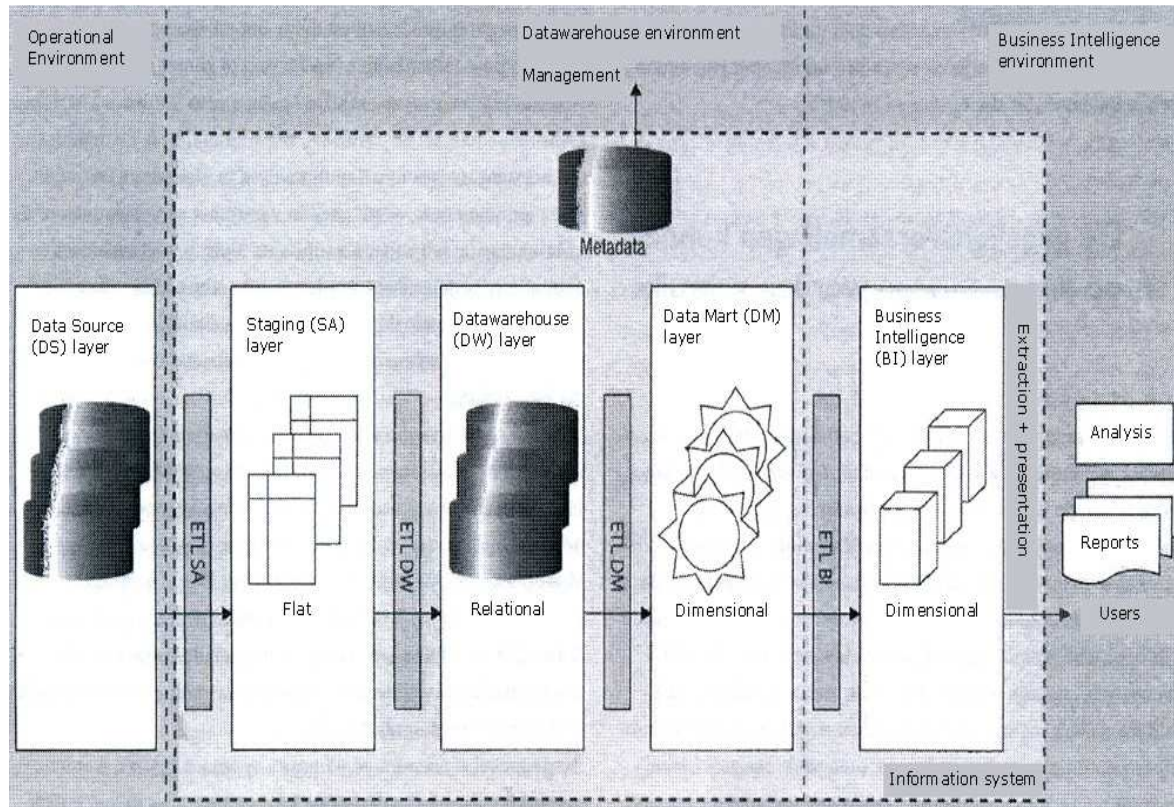 Operational
Environment
Datawarehouse environment
Management
Business Intelligence
environment
Metadata
Data Source
(DS) layer
Staging (SA)
layer
Datawarehouse
(DW) layer
Data Mart (DM)
layer
Business
Intelligence
(BI) layer
Extraction + presentation
Analysis
Reports
ETL SA
ETL DW
ETL DM
ETL BI
Flat
Relational
Dimensional
Dimensional
Users
Information system